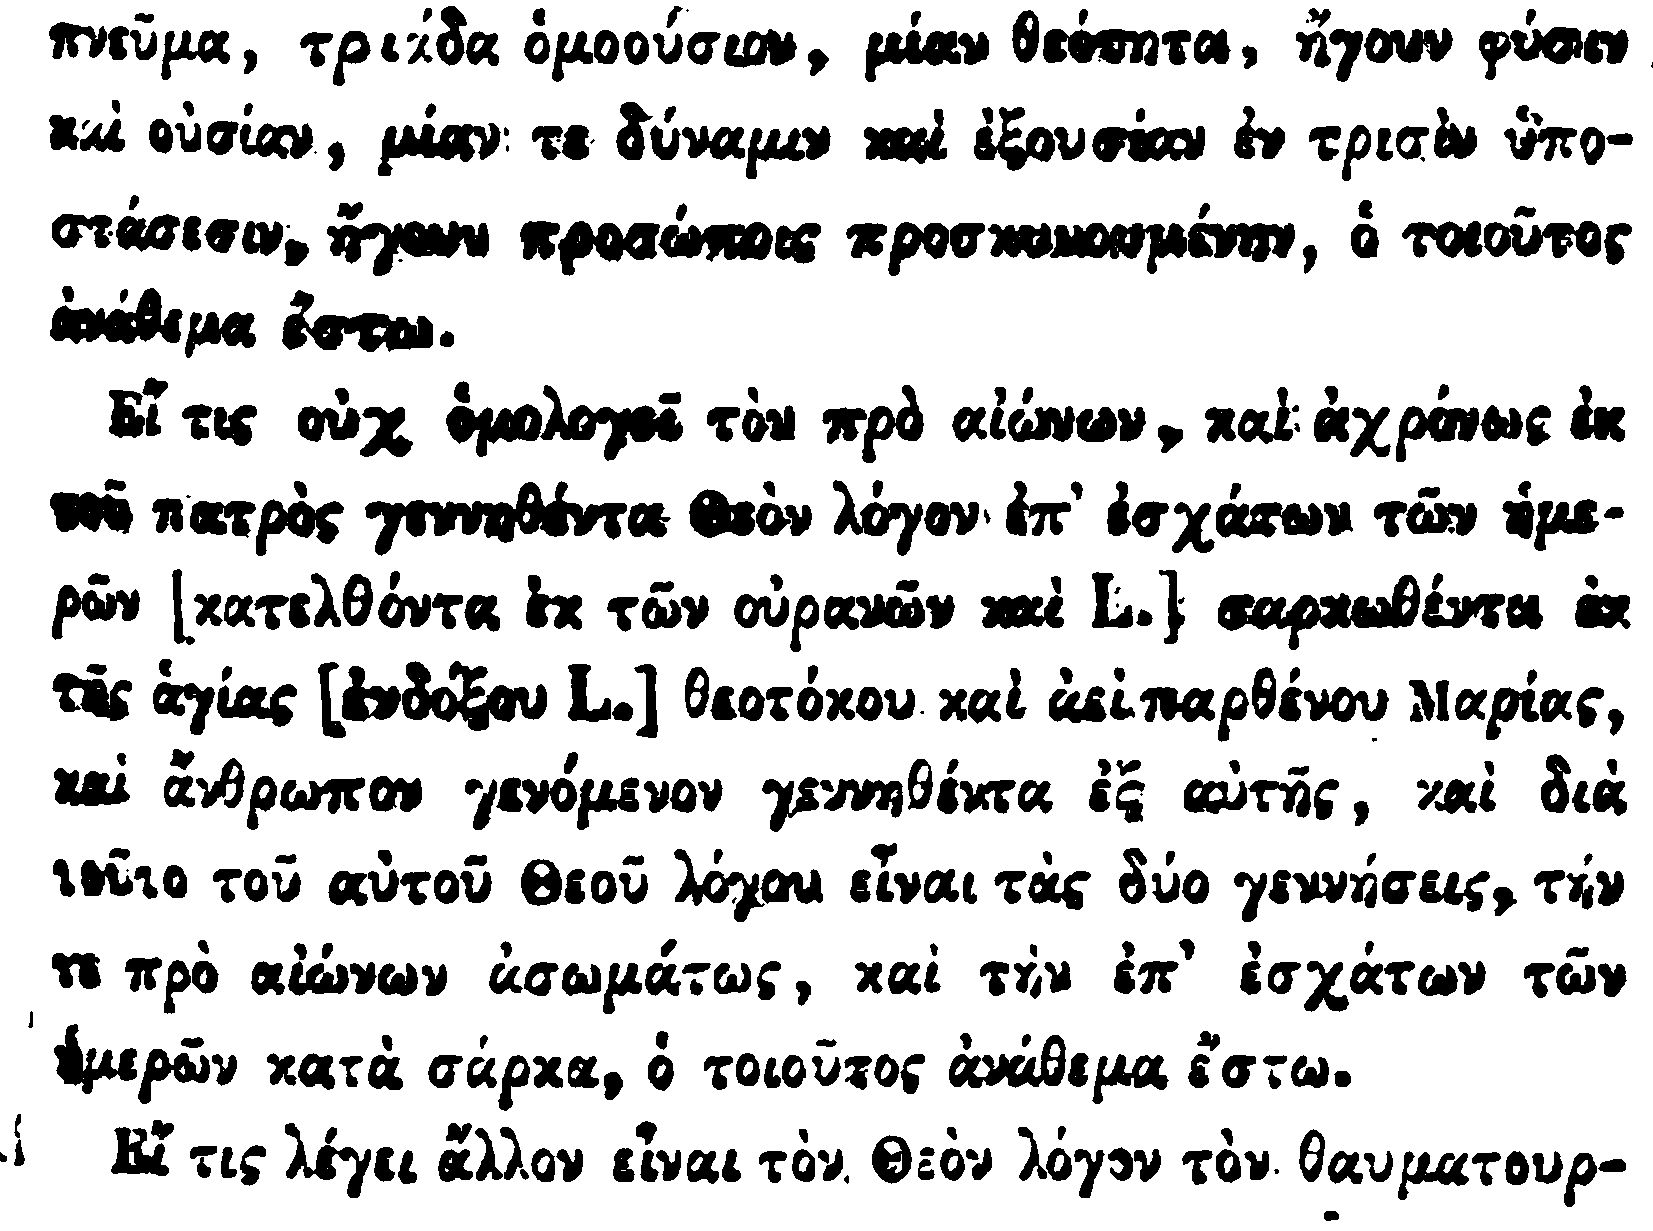 πνεῦμα, τριάδα ὁμοούσιον, μίαν θεότητα, ἤγουν φύσιν
καὶ οὐσίαν, μίαν τε δύναμιν καὶ ἐξουσίαν ἐν τρισὶν ὑπο-
στάσεσιν, ἤγουν προσώποις προσκυνουμένην, ὁ τοιοῦτος
ἀνάθεμα ἔστω.
Εἴ τις οὐχ ὁμολογεῖ τὸν πρὸ αἰώνων, καὶ ἀχρόνως ἐκ
τοῦ πατρὸς γεννηθέντα Θεὸν λόγον ἐπ’ ἐσχάτων τῶν ἡμε-
ρῶν [κατελθόντα ἐκ τῶν οὐρανῶν καὶ L.] σαρκωθέντα ἐκ
τῆς ἁγίας [ἐνδόξου L.] θεοτόκου καὶ ἀειπαρθένου Μαρίας,
καὶ ἄνθρωπον γενόμενον γεννηθέντα ἐξ αὐτῆς, καὶ διὰ
τοῦτο τοῦ αὐτοῦ Θεοῦ λόγου εἶναι τὰς δύο γεννήσεις, τήν
τε πρὸ αἰώνων ἀσωμάτως, καὶ τὴν ἐπ’ ἐσχάτων τῶν
ἡμερῶν κατὰ σάρκα, ὁ τοιοῦτος ἀνάθεμα ἔστω.
Εἴ τις λέγει ἄλλον εἶναι τὸν Θεὸν λόγον τὸν θαυματουρ-